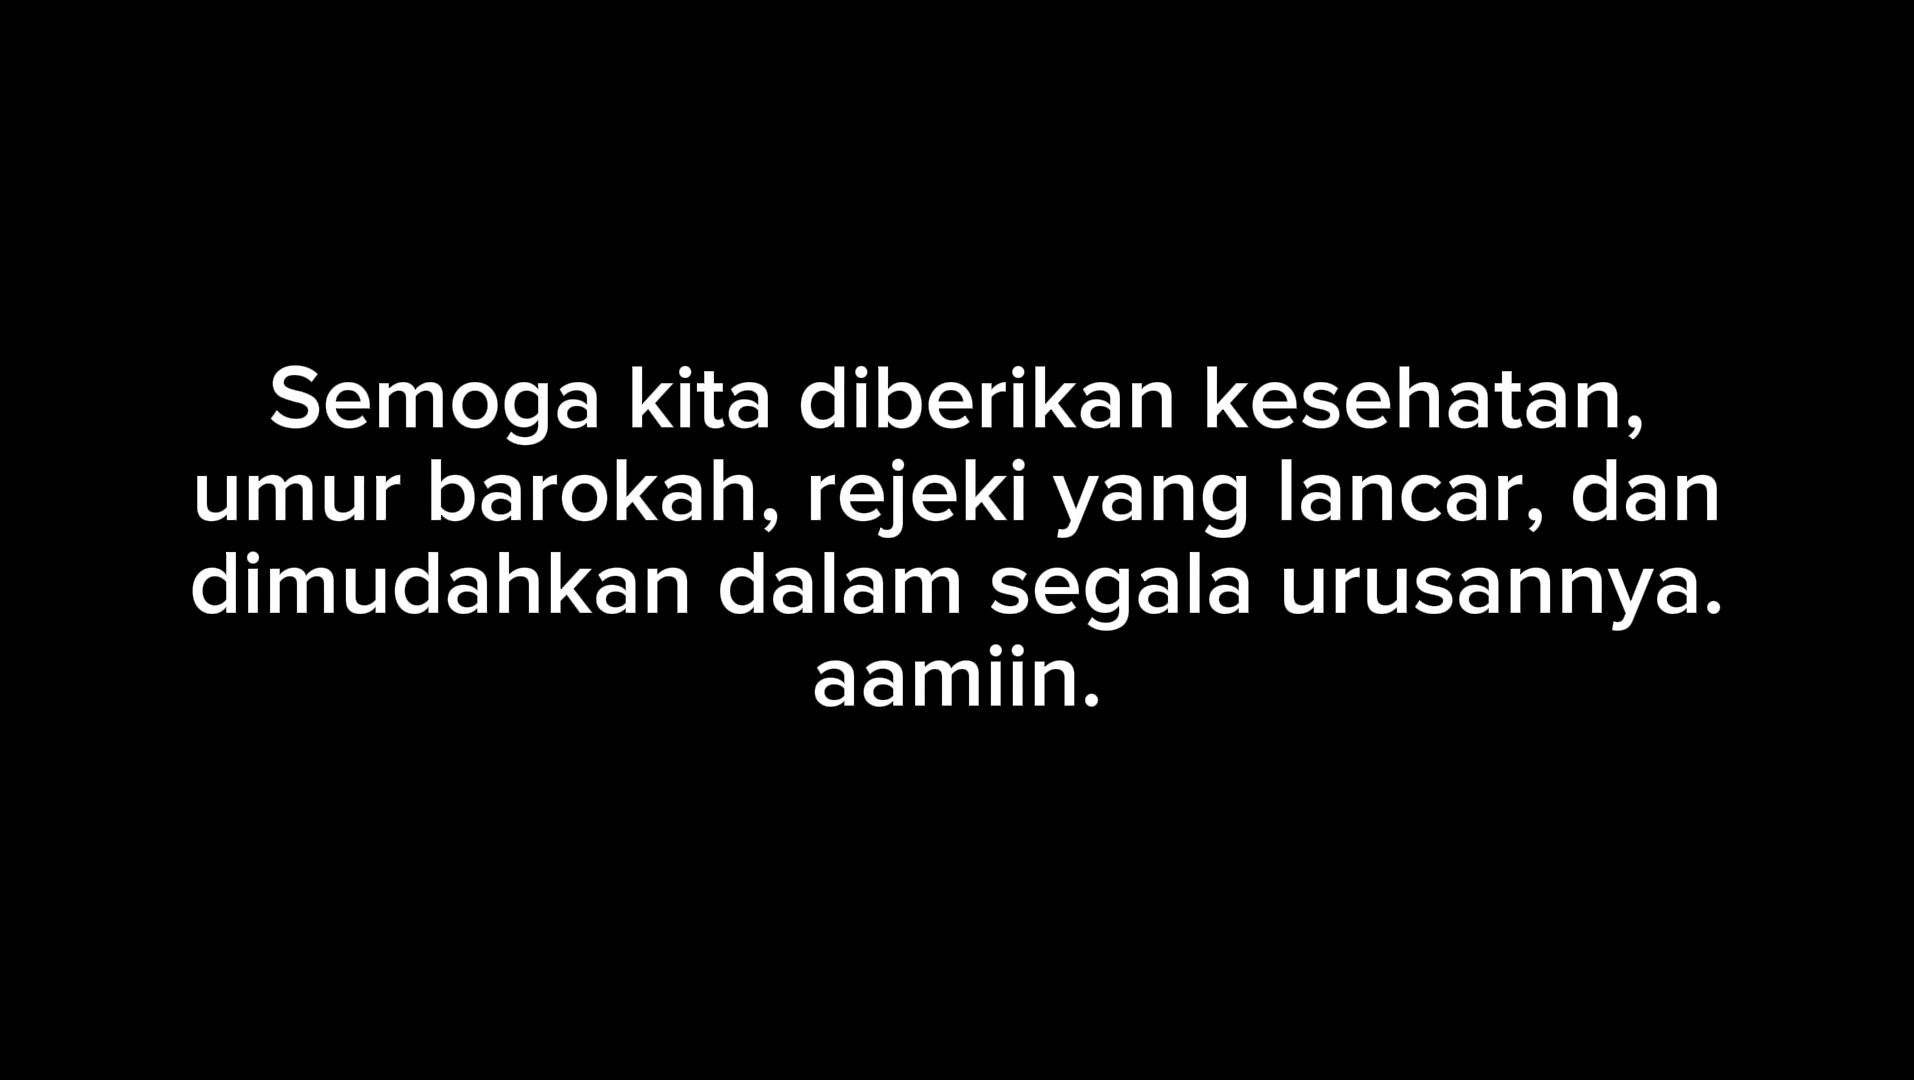 Semoga kita diberikan kesehatan,
umur barokah, rejeki yang lancar, dan
dimudahkan dalam segala urusannya.
aamiin.